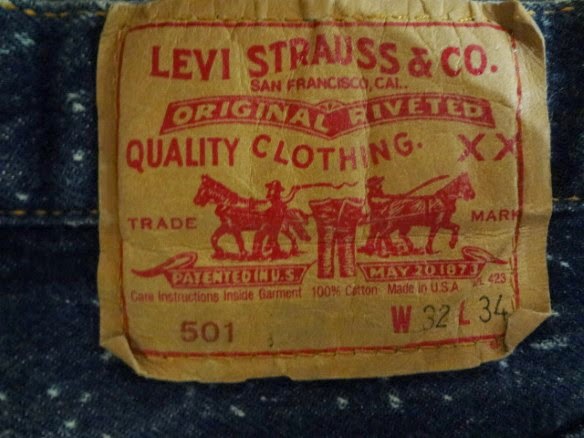 LEVI STRAUSS & CO.
SAN FRANCISCO, CAL.
ORIGINAL RIVETED
QUALITY CLOTHING. XX
TRADE MARK
PATENTED IN U.S. MAY 20 1873
Care Instructions Inside Garment 100% Cotton Made in U.S.A. 423
501 W 32 L 34